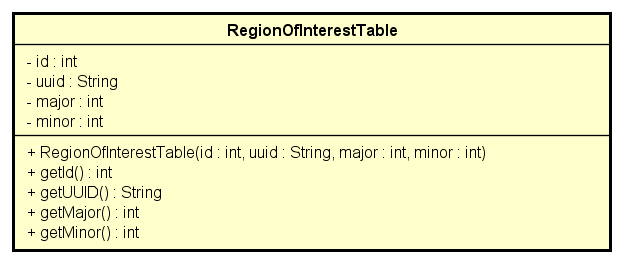 RegionOfInterestTable
- id : int
- uuid : String
- major : int
- minor : int
+ RegionOfInterestTable(id : int, uuid : String, major : int, minor : int)
+ getId() : int
+ getUUID() : String
+ getMajor() : int
+ getMinor() : int